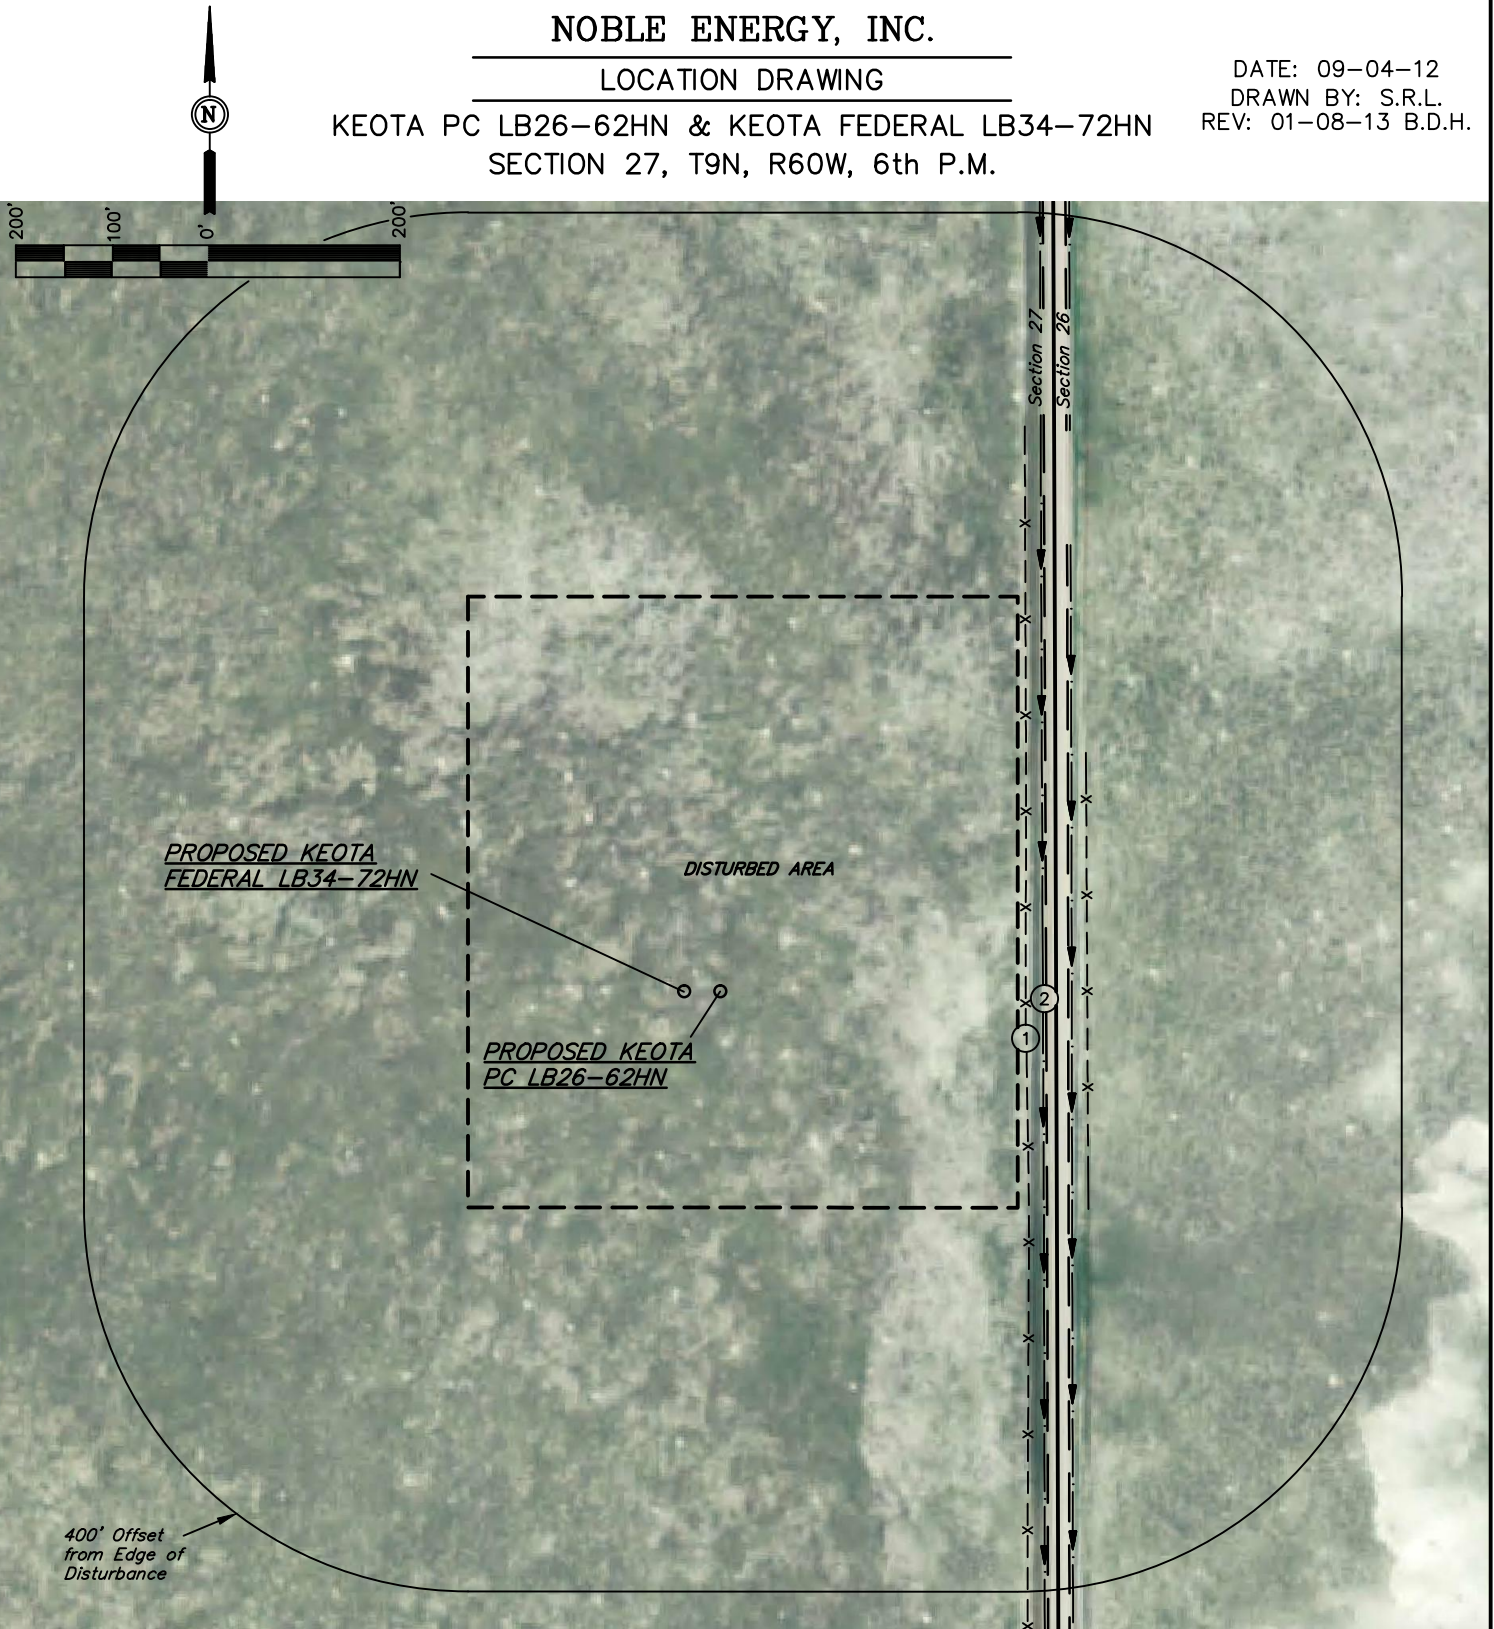 NOBLE ENERGY, INC.
LOCATION DRAWING
KEOTA PC LB26-62HN & KEOTA FEDERAL LB34-72HN
SECTION 27, T9N, R60W, 6th P.M.
DATE: 09-04-12
DRAWN BY: S.R.L.
REV: 01-08-13 B.D.H.
N
200'
100'
0'
200'
Section 27
Section 26
PROPOSED KEOTA
FEDERAL LB34-72HN
DISTURBED AREA
PROPOSED KEOTA
PC LB26-62HN
2
1
400' Offset
from Edge of
Disturbance